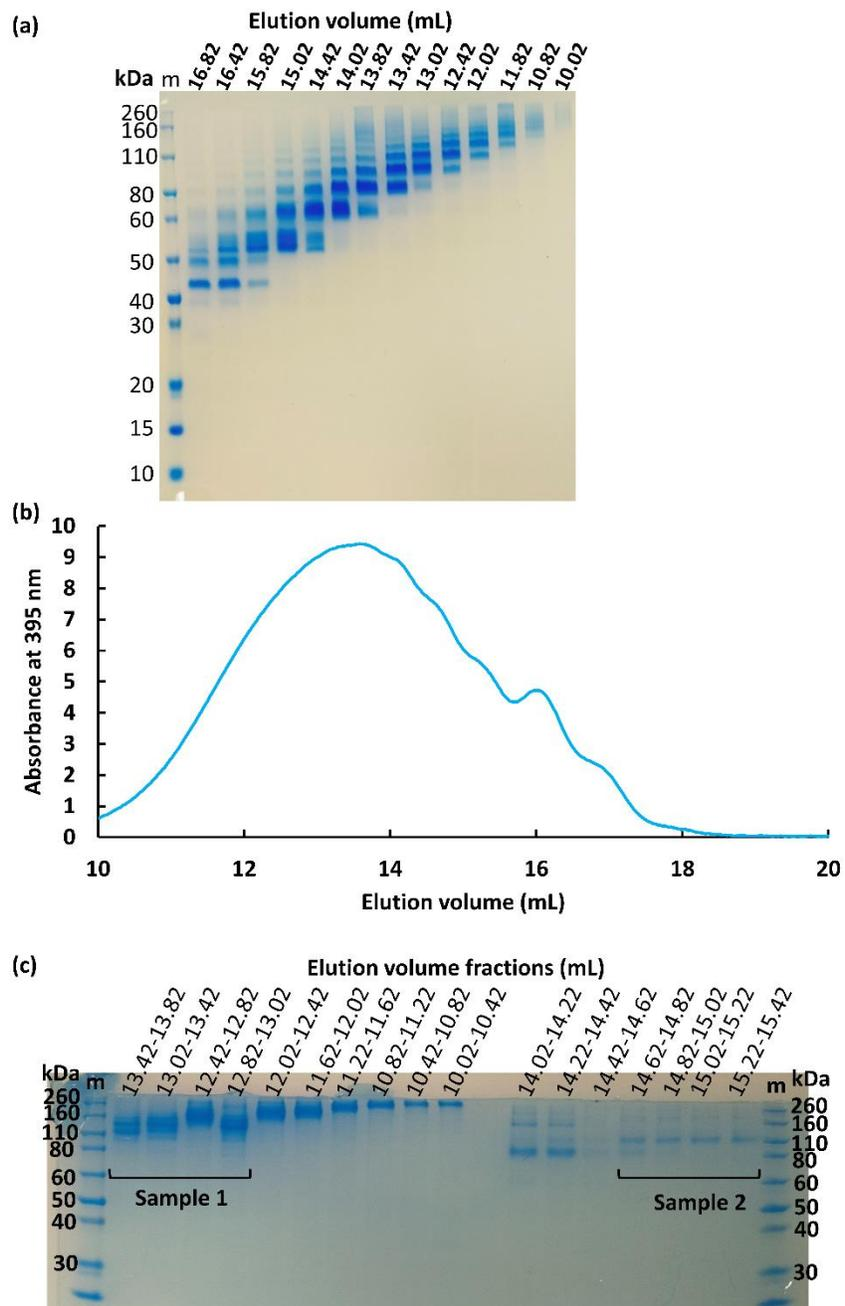 (a)
Elution volume (mL)
kDa m 16.82 16.42 15.82 15.02 14.42 14.02 13.82 13.42 13.02 12.42 12.02 11.82 10.82 10.02
260
160
110
80
60
50
40
30
20
15
10
(b)
10
9
8
7
6
5
4
3
2
1
0
Absorbance at 395 nm
10 12 14 16 18 20
Elution volume (mL)
(c)
Elution volume fractions (mL)
13.42-13.82 13.02-13.42 12.42-12.82 12.82-13.02 12.02-12.42 11.62-12.02 11.22-11.62 10.82-11.22 10.42-10.82 10.02-10.42 14.02-14.22 14.22-14.42 14.42-14.62 14.62-14.82 14.82-15.02 15.02-15.22 15.22-15.42
kDa m m kDa
260 260
160 160
110 110
80 80
60 60
50 50
40 40
30 30
Sample 1 Sample 2